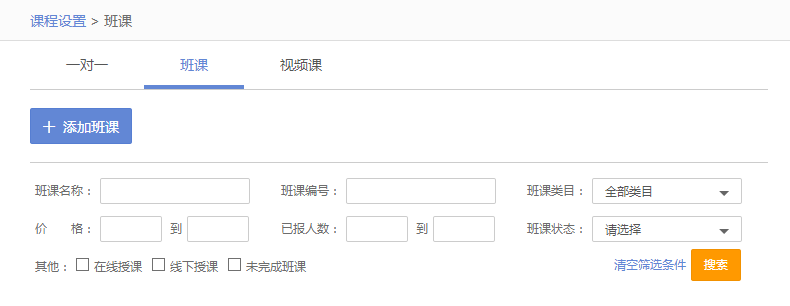 课程设置 > 班课
一对一 班课 视频课
+ 添加班课
班课名称： 班课编号： 班课类目： 全部类目
价 格： 到 已报人数： 到 班课状态： 请选择
其他： 在线授课 线下授课 未完成班课 清空筛选条件 搜索